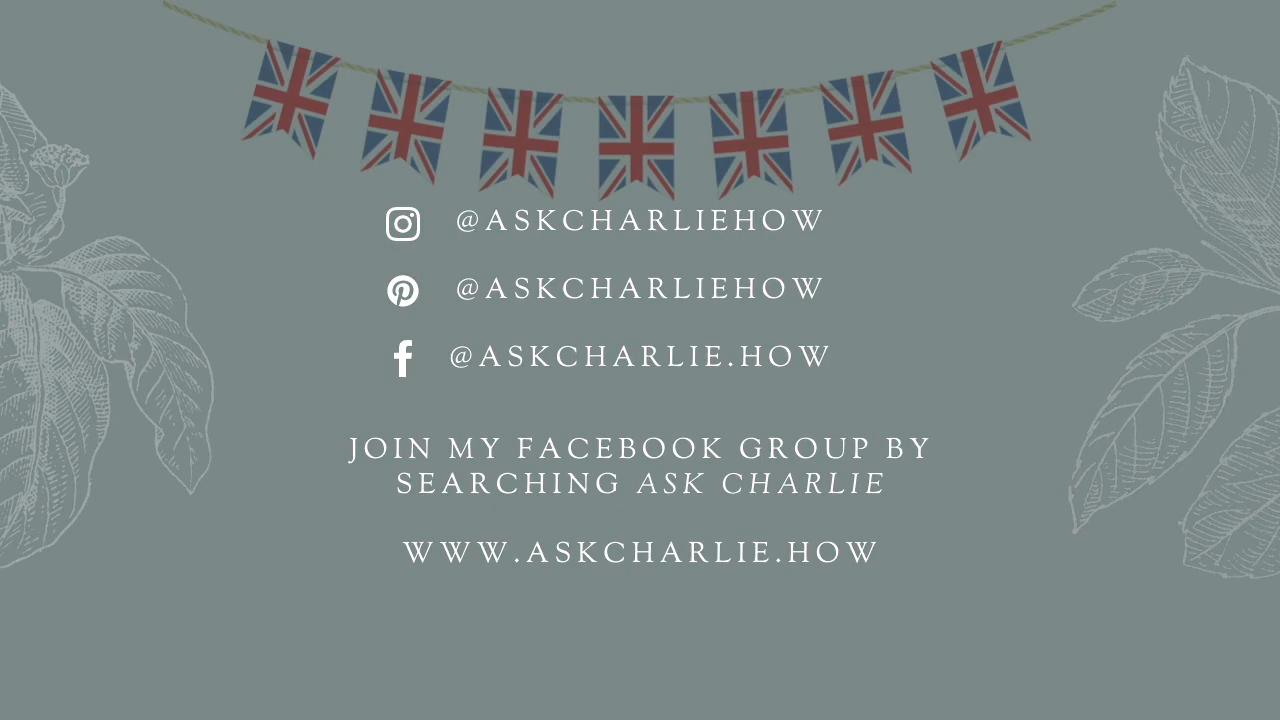 @ASKCHARLIEHOW
@ASKCHARLIEHOW
@ASKCHARLIE.HOW
JOIN MY FACEBOOK GROUP BY
SEARCHING ASK CHARLIE
WWW.ASKCHARLIE.HOW